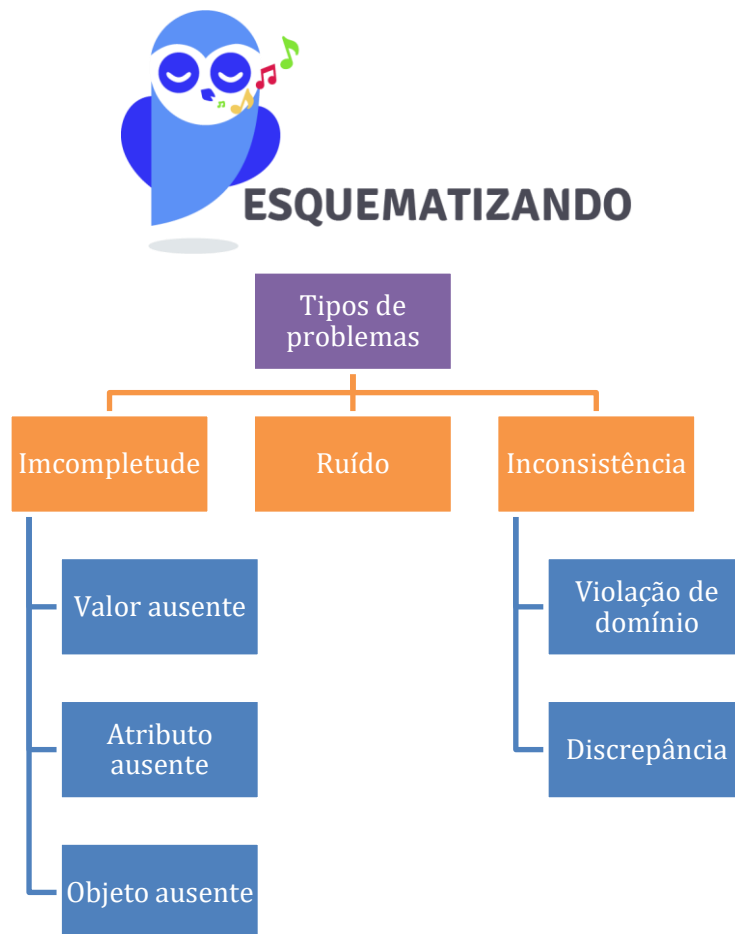 ESQUEMATIZANDO
Tipos de
problemas
Imcompletude
Ruído
Inconsistência
Valor ausente
Atributo
ausente
Objeto ausente
Violação de
domínio
Discrepância